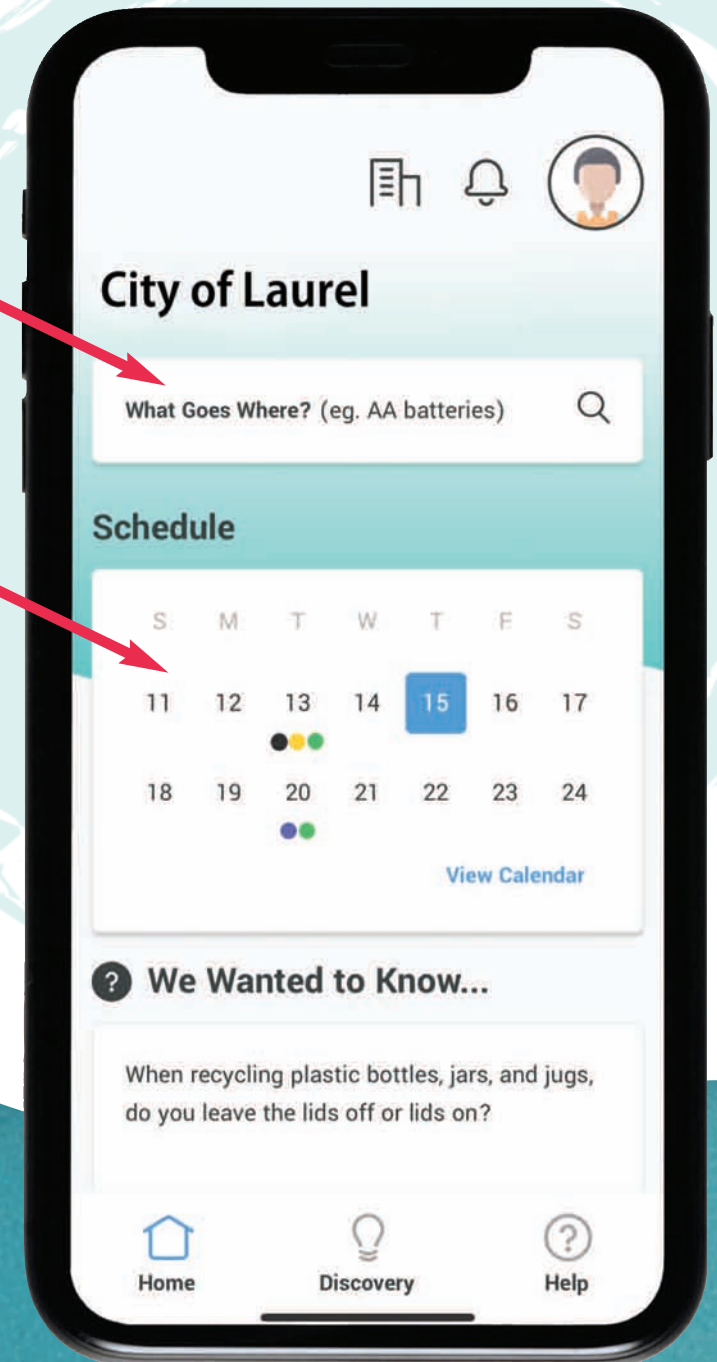 City of Laurel
What Goes Where? (eg. AA batteries)
Schedule
S M T W T F S
11 12 13 14 15 16 17
18 19 20 21 22 23 24
View Calendar
? We Wanted to Know...
When recycling plastic bottles, jars, and jugs,
do you leave the lids off or lids on?
Home Discovery ? Help